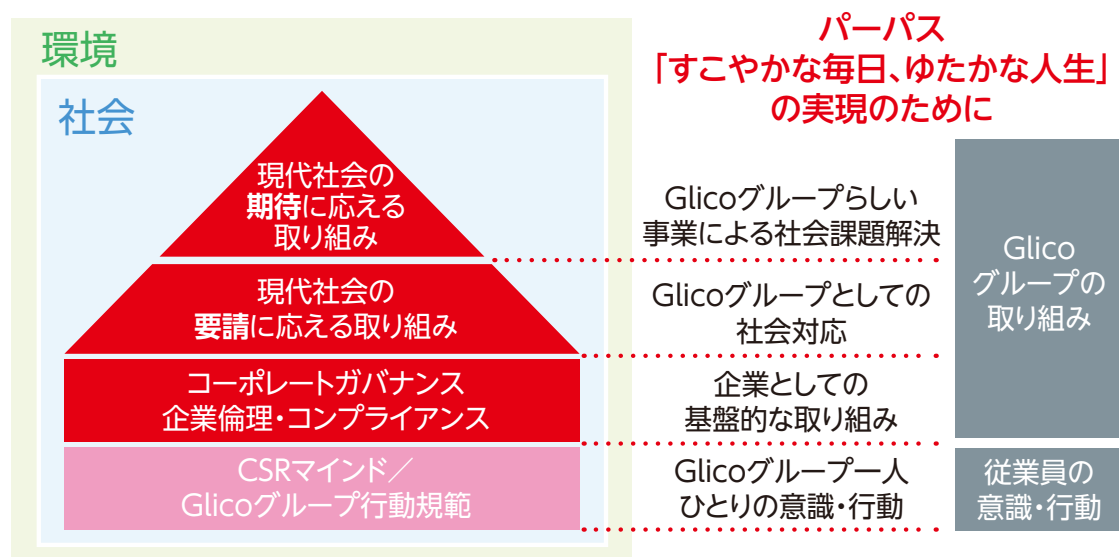 環境
社会
パーパス
「すこやかな毎日、ゆたかな人生」
の実現のために
現代社会の
期待に応える
取り組み
Glicoグループらしい
事業による社会課題解決
現代社会の
要請に応える取り組み
Glicoグループとしての
社会対応
コーポレートガバナンス
企業倫理・コンプライアンス
企業としての
基盤的な取り組み
Glico
グループの
取り組み
CSRマインド／
Glicoグループ行動規範
Glicoグループ一人
ひとりの意識・行動
従業員の
意識・行動